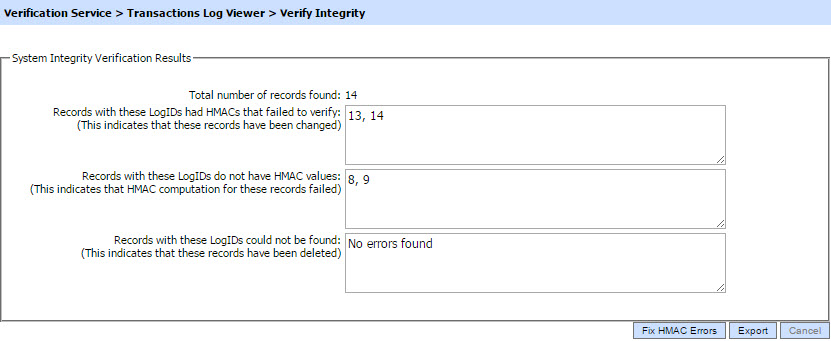 Verification Service > Transactions Log Viewer > Verify Integrity
System Integrity Verification Results
Total number of records found: 14
Records with these LogIDs had HMACs that failed to verify: 13, 14
(This indicates that these records have been changed)
Records with these LogIDs do not have HMAC values: 8, 9
(This indicates that HMAC computation for these records failed)
Records with these LogIDs could not be found: No errors found
(This indicates that these records have been deleted)
Fix HMAC Errors Export Cancel